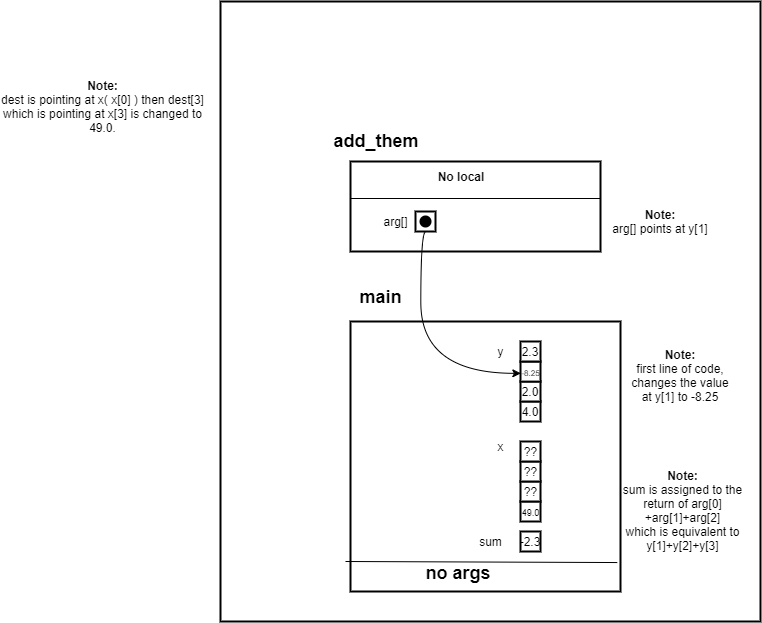 Note:
dest is pointing at x( x[0] ) then dest[3]
which is pointing at x[3] is changed to
49.0.
add_them
No local
arg[]
Note:
arg[] points at y[1]
main
y
2.3
-8.25
2.0
4.0
Note:
first line of code,
changes the value
at y[1] to -8.25
x
??
??
??
49.0
sum
-2.3
Note:
sum is assigned to the
return of arg[0]
+arg[1]+arg[2]
which is equivalent to
y[1]+y[2]+y[3]
no args